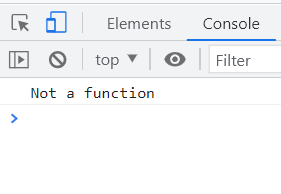 Elements Console
top Filter
Not a function
>